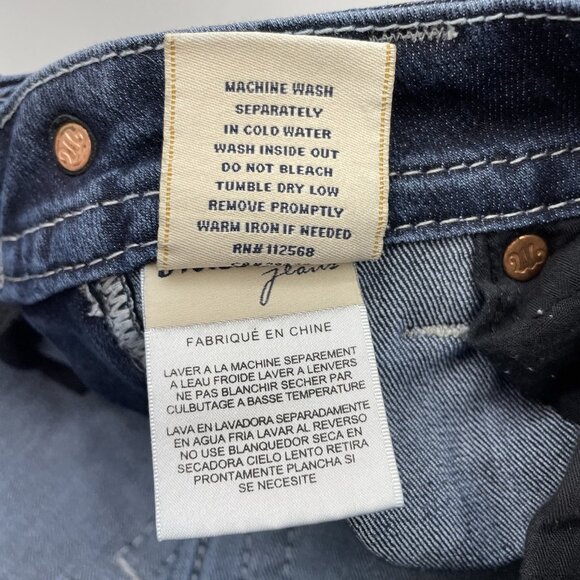 MACHINE WASH
SEPARATELY
IN COLD WATER
WASH INSIDE OUT
DO NOT BLEACH
TUMBLE DRY LOW
REMOVE PROMPTLY
WARM IRON IF NEEDED
RN# 112568
jeans
FABRIQUÉ EN CHINE
LAVER A LA MACHINE SEPAREMENT
A LEAU FROIDE LAVER A LENVERS
NE PAS BLANCHIR SECHER PAR
CULBUTAGE A BASSE TEMPERATURE
LAVA EN LAVADORA SEPARADAMENTE
EN AGUA FRIA LAVAR AL REVERSO
NO USE BLANQUEDOR SECA EN
SECADORA CIELO LENTO RETIRA
PRONTAMENTE PLANCHA SI
SE NECESITE